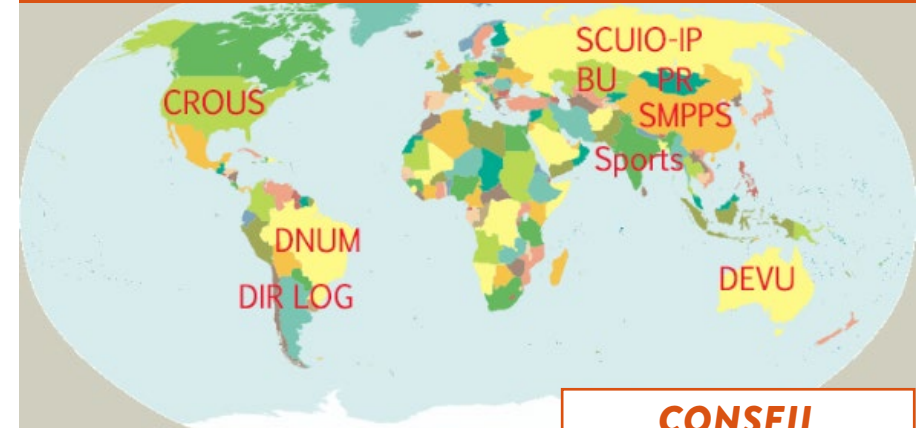 SCUIO-IP
BU PR
CROUS
SMPPS
Sports
DNUM
DEVU
DIR LOG
CONSEIL